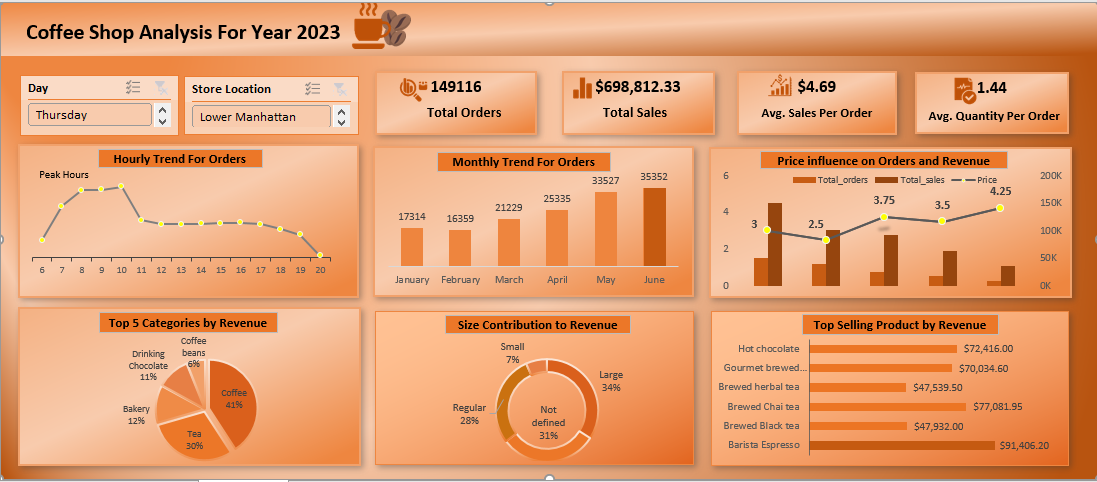 Coffee Shop Analysis For Year 2023
Day
Thursday
Store Location
Lower Manhattan
149116
Total Orders
$698,812.33
Total Sales
$4.69
Avg. Sales Per Order
1.44
Avg. Quantity Per Order
Hourly Trend For Orders
Peak Hours
6 7 8 9 10 11 12 13 14 15 16 17 18 19 20
Monthly Trend For Orders
17314 16359 21229 25335 33527 35352
January February March April May June
Price influence on Orders and Revenue
Total_orders Total_sales Price
6 4 2 0
3 2.5 3.75 3.5 4.25
200K 150K 100K 50K 0K
Top 5 Categories by Revenue
Coffee
beans
6%
Drinking
Chocolate
11%
Bakery
12%
Tea
30%
Coffee
41%
Size Contribution to Revenue
Small
7%
Large
34%
Regular
28%
Not
defined
31%
Top Selling Product by Revenue
Hot chocolate $72,416.00
Gourmet brewed... $70,034.60
Brewed herbal tea $47,539.50
Brewed Chai tea $77,081.95
Brewed Black tea $47,932.00
Barista Espresso $91,406.20